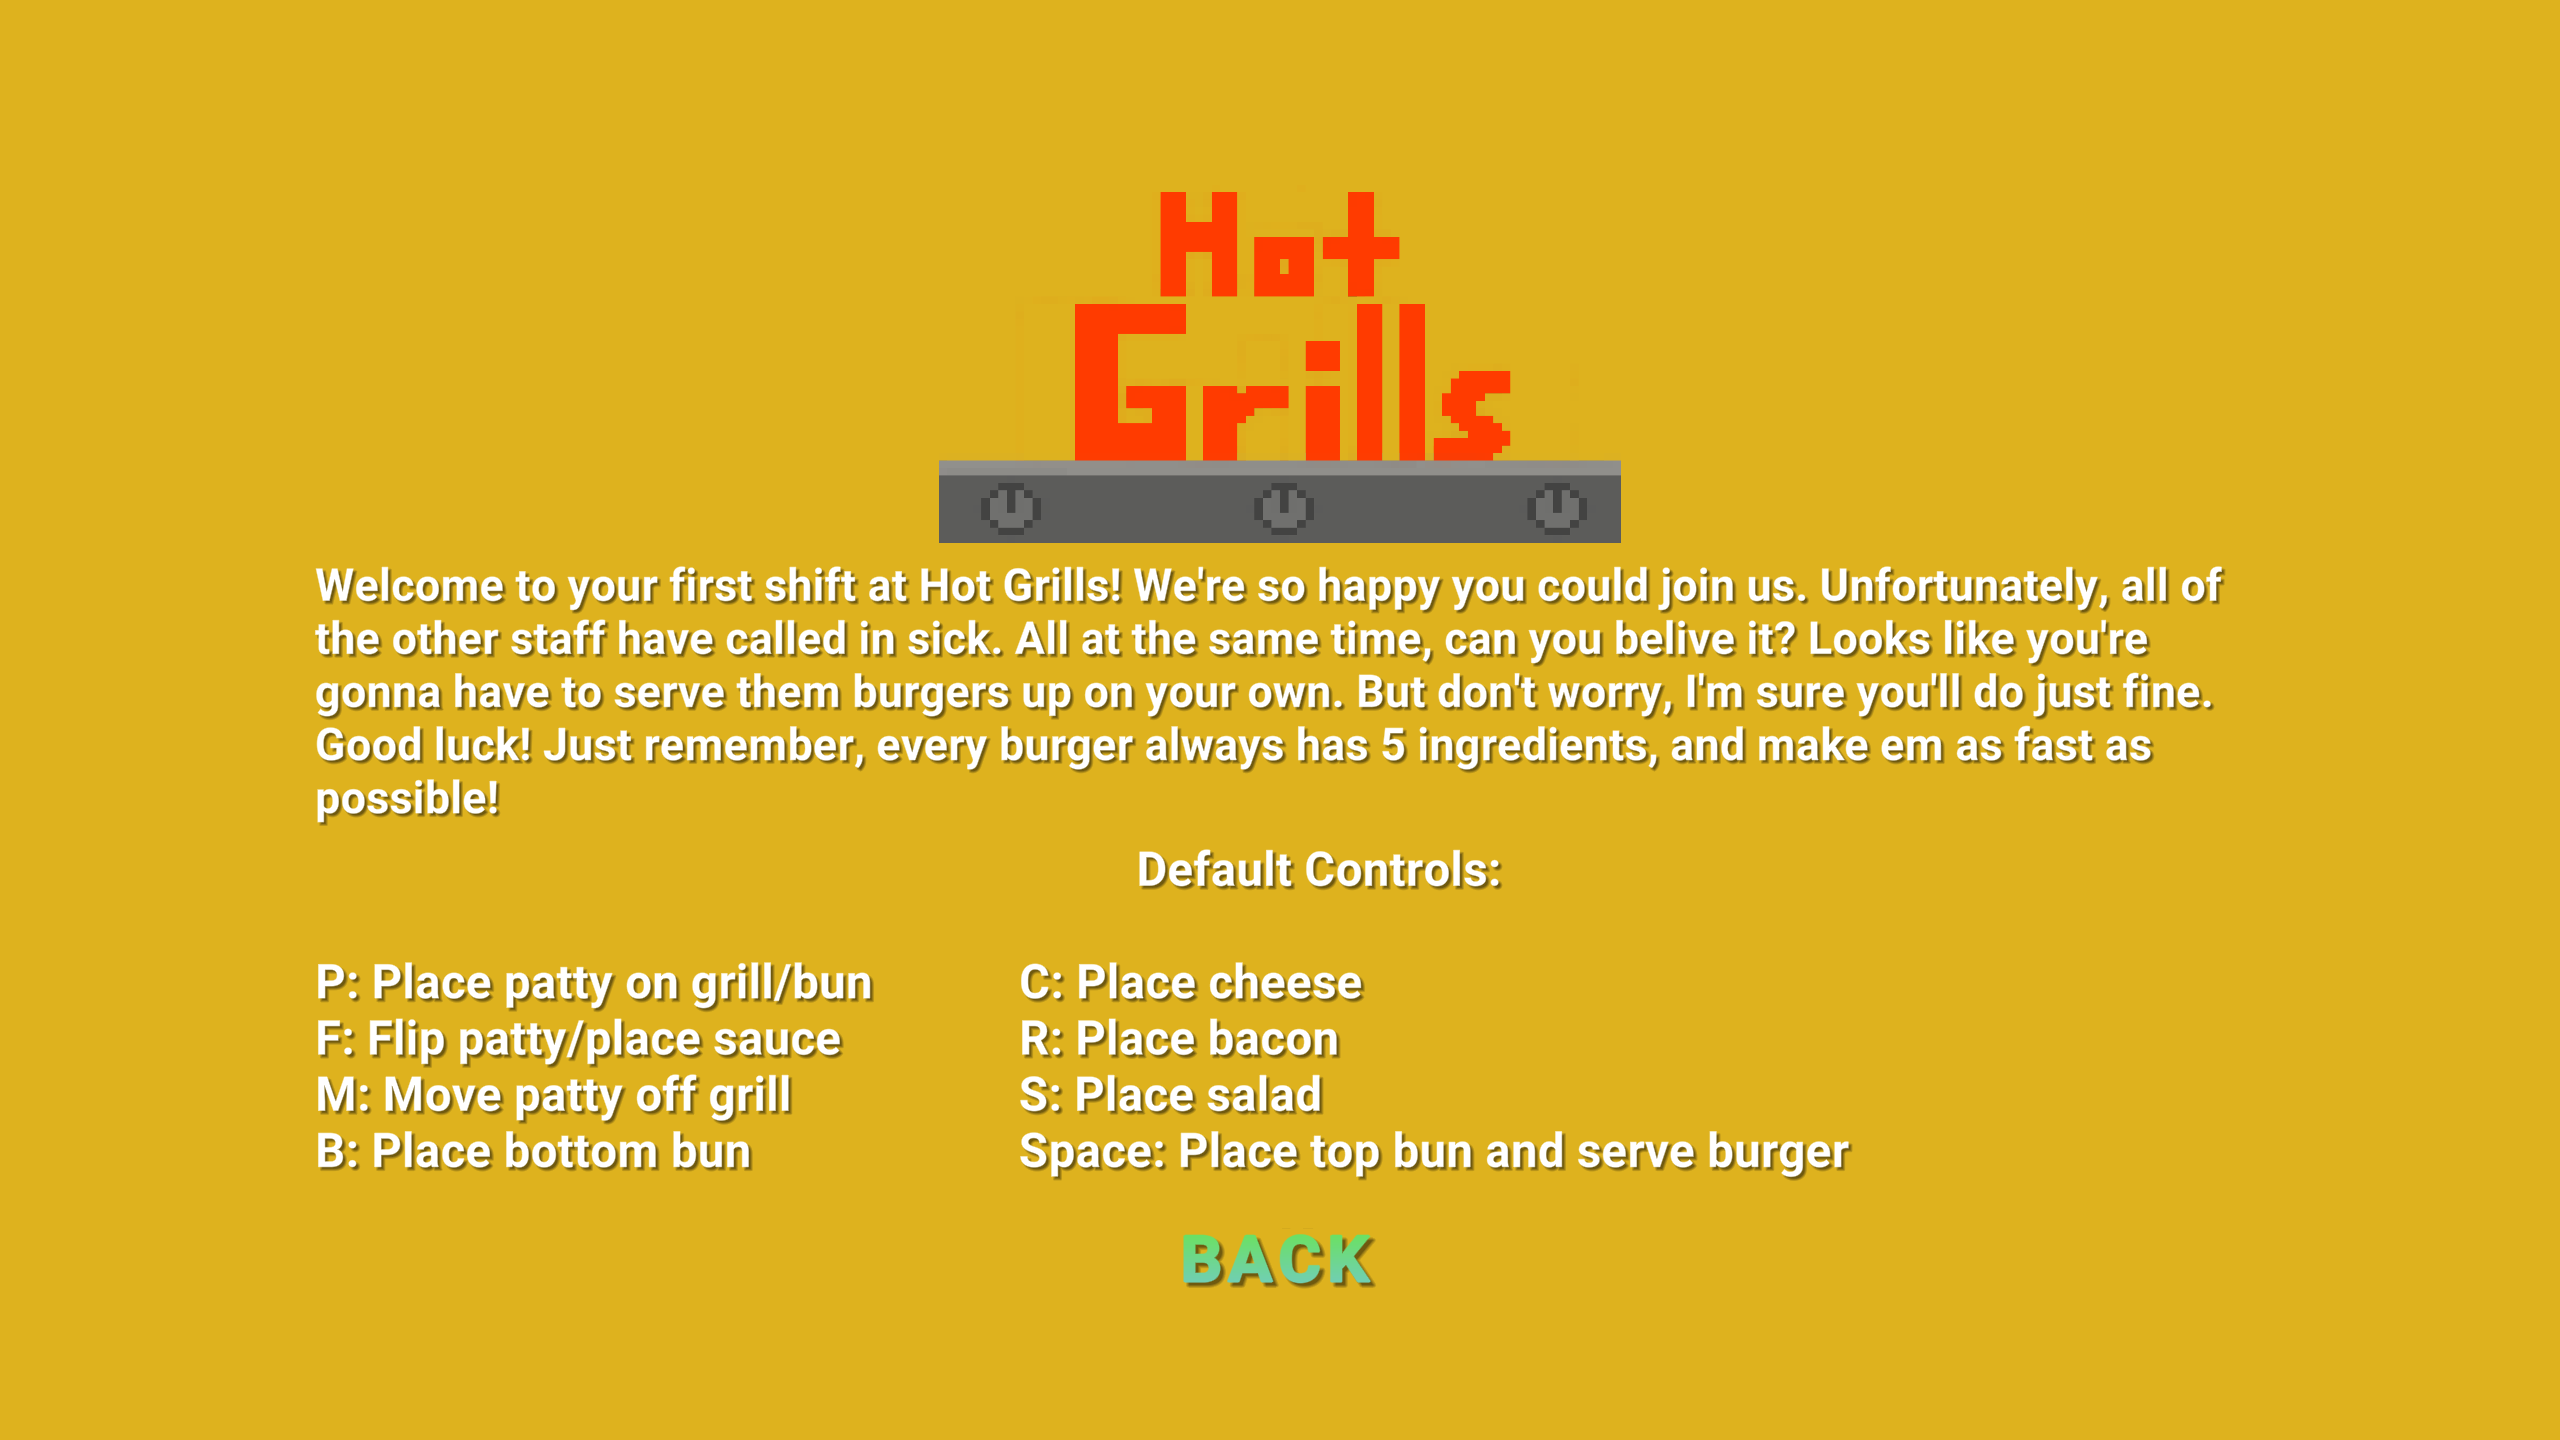 Hot
Grills
Welcome to your first shift at Hot Grills! We're so happy you could join us. Unfortunately, all of
the other staff have called in sick. All at the same time, can you belive it? Looks like you're
gonna have to serve them burgers up on your own. But don't worry, I'm sure you'll do just fine.
Good luck! Just remember, every burger always has 5 ingredients, and make em as fast as
possible!
Default Controls:
P: Place patty on grill/bun
F: Flip patty/place sauce
M: Move patty off grill
B: Place bottom bun
C: Place cheese
R: Place bacon
S: Place salad
Space: Place top bun and serve burger
BACK